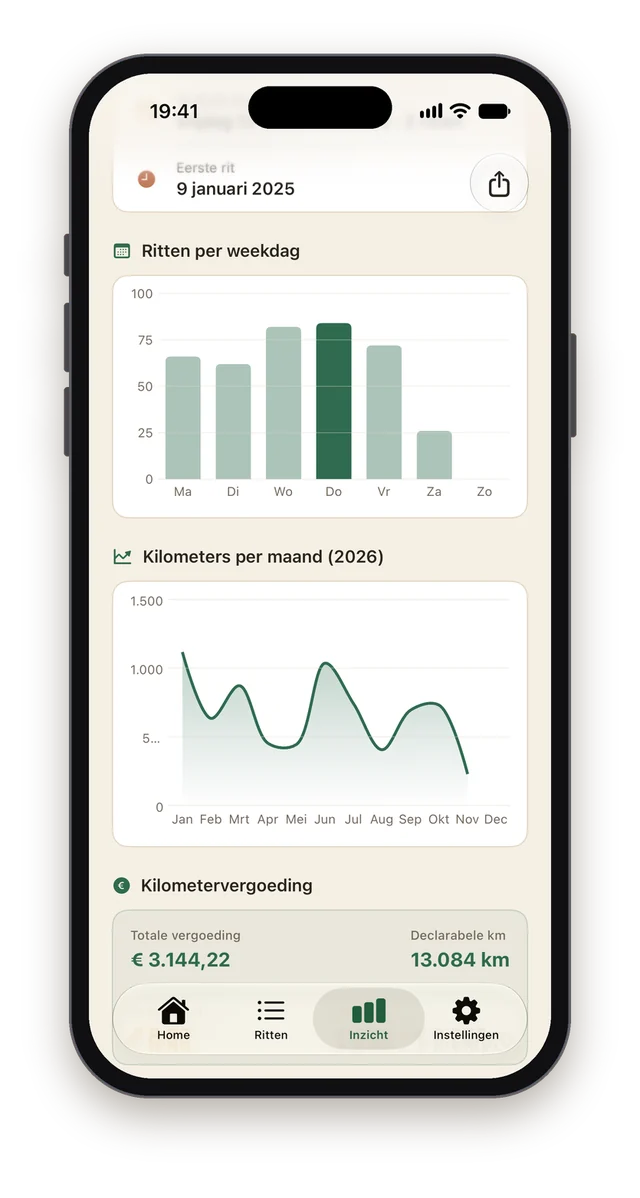 19:41
Eerste rit
9 januari 2025
Ritten per weekdag
100
75
50
25
0
Ma Di Wo Do Vr Za Zo
Kilometers per maand (2026)
1.500
1.000
5...
0
Jan Feb Mrt Apr Mei Jun Jul Aug Sep Okt Nov Dec
€ Kilometervergoeding
Totale vergoeding Declarabele km
€ 3.144,22 13.084 km
Home Ritten Inzicht Instellingen